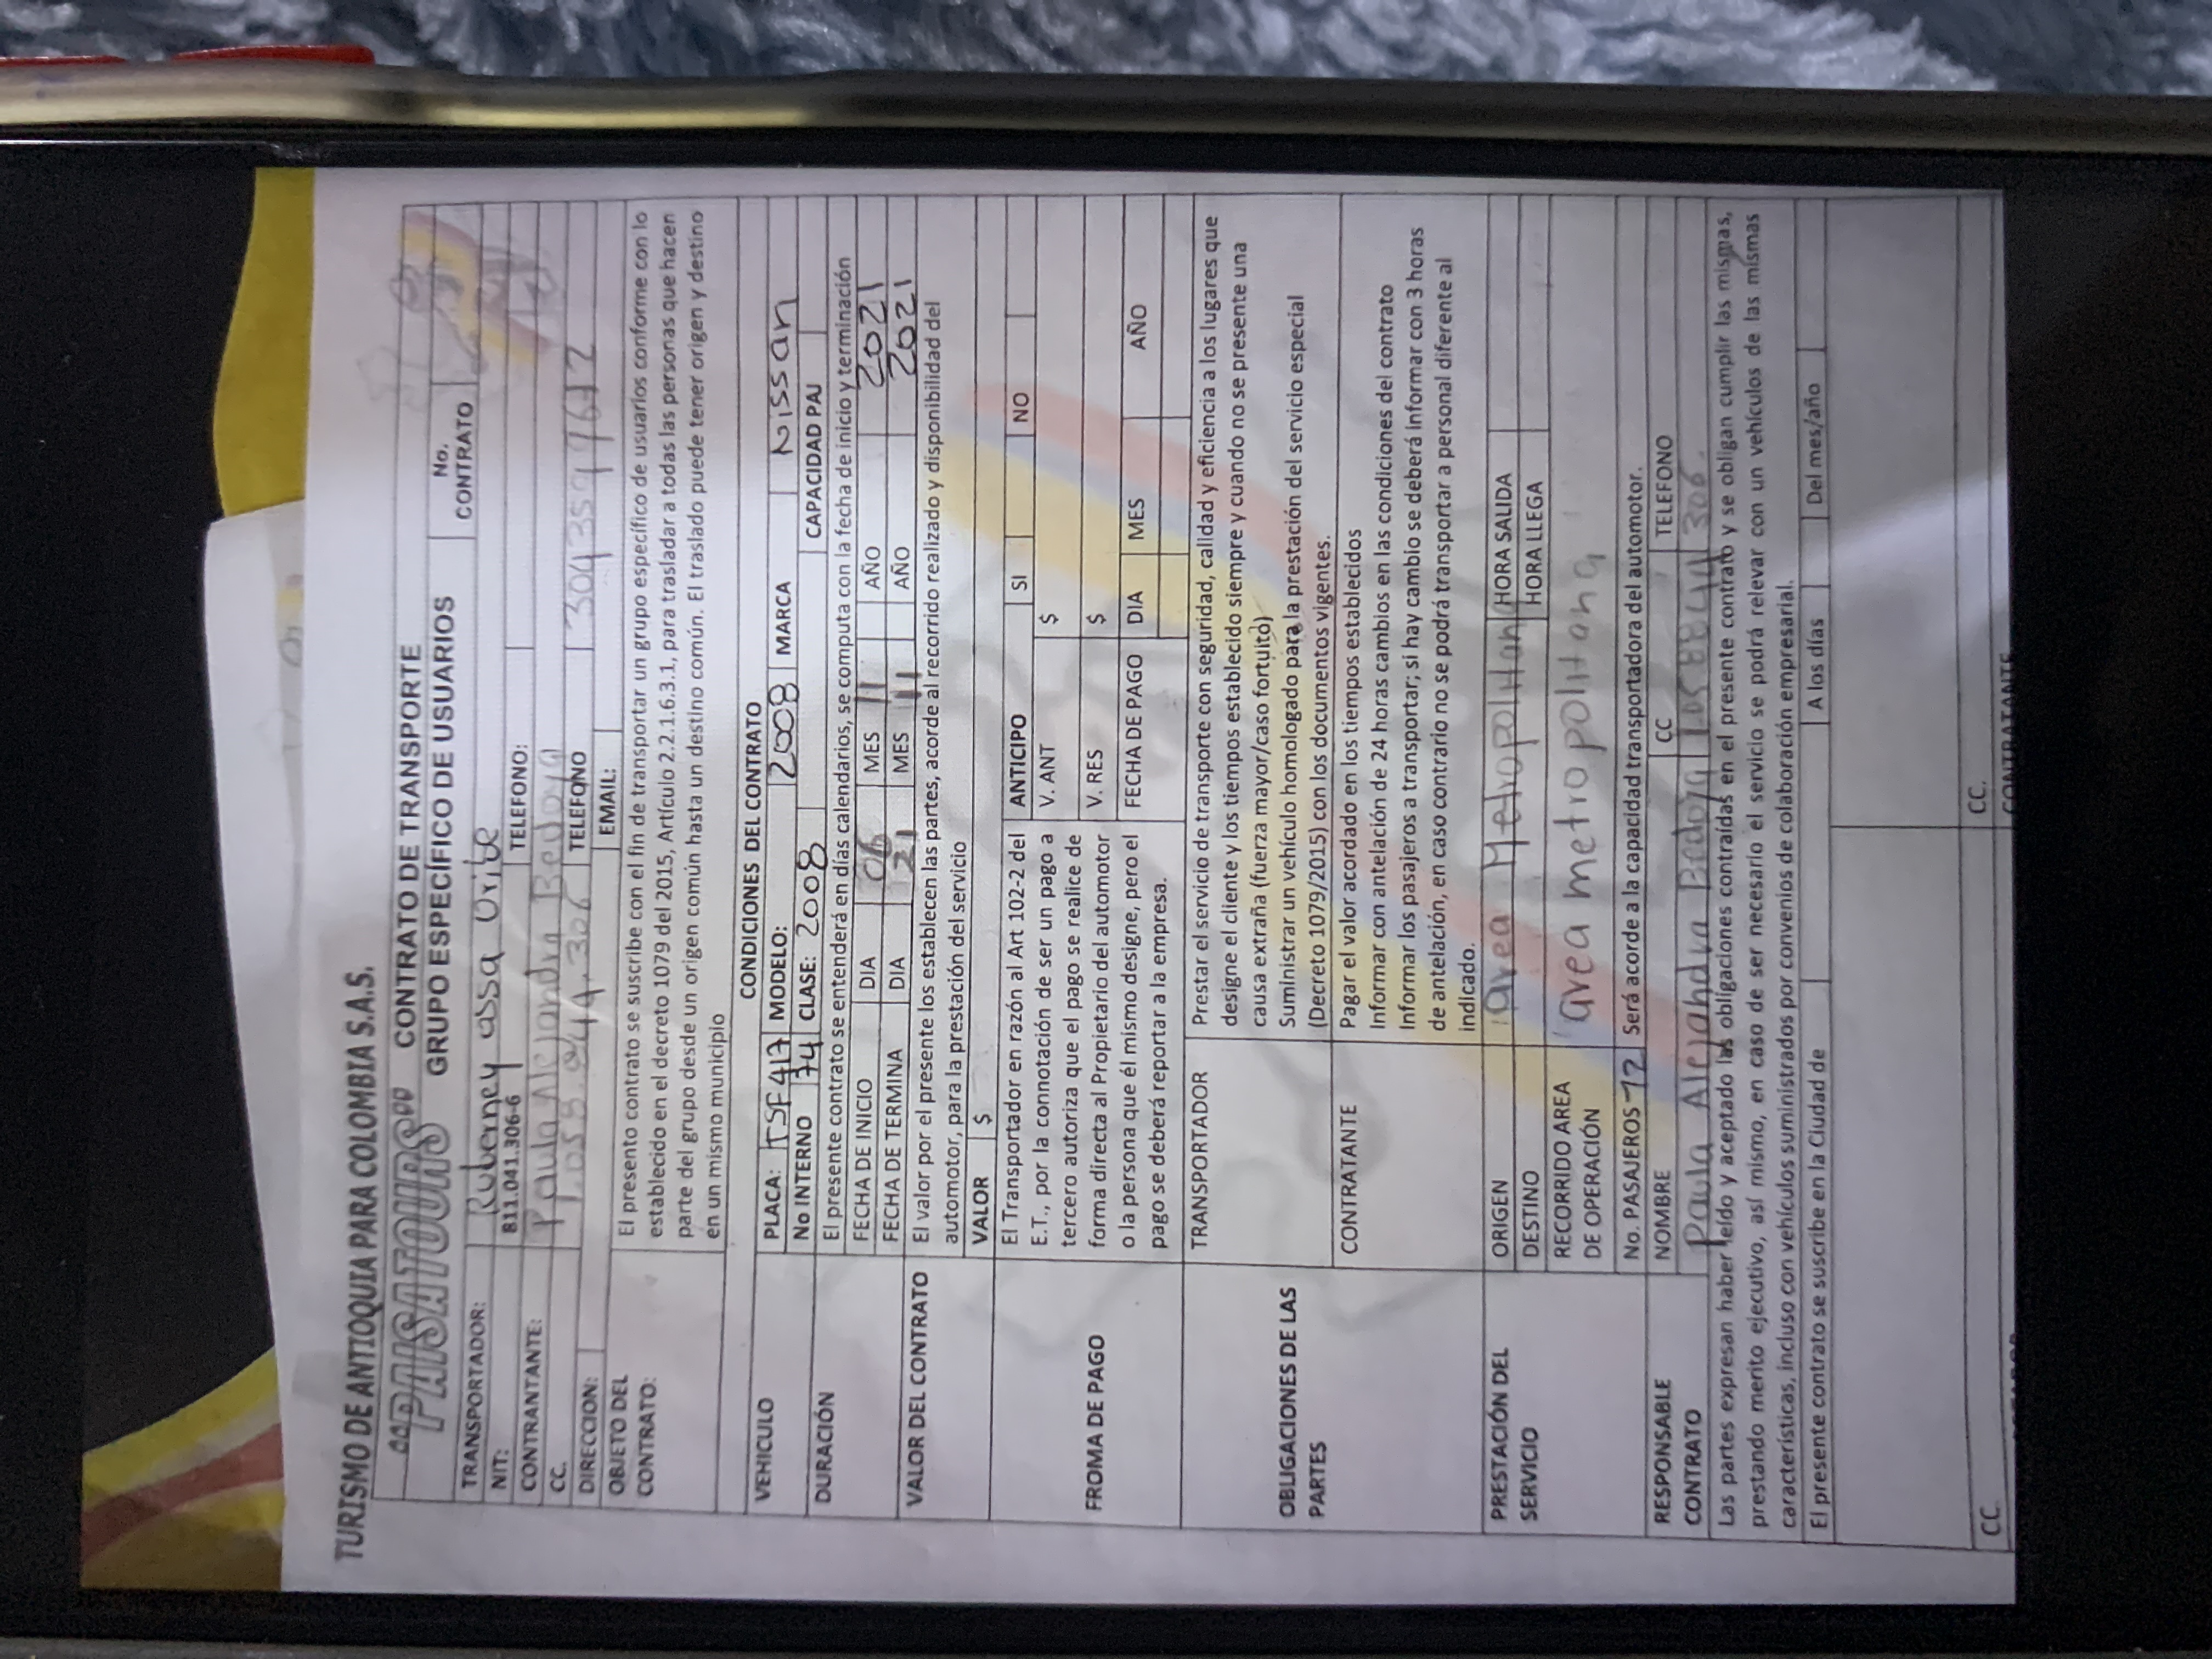 TURISMO DE ANTIOQUIA PARA COLOMBIA S.A.S.
"PAISATOURS" CONTRATO DE TRANSPORTE
GRUPO ESPECÍFICO DE USUARIOS No. CONTRATO
TRANSPORTADOR: Ruberney ossa Uribe
NIT: 811.041.306-6 TELEFONO:
CONTRANTANTE: Paula Alejandra Bedoya
CC. TELEFONO
DIRECCION: EMAIL:
OBJETO DEL CONTRATO: El presento contrato se suscribe con el fin de transportar un grupo específico de usuarios conforme con lo
establecido en el decreto 1079 del 2015, Artículo 2.2.1.6.3.1, para trasladar a todas las personas que hacen
parte del grupo desde un origen común hasta un destino común. El traslado puede tener origen y destino
en un mismo municipio
CONDICIONES DEL CONTRATO
VEHICULO PLACA: TSF417 MODELO: 2008 MARCA Nissan
No INTERNO 74 CLASE: 2008 CAPACIDAD PAJ
DURACIÓN El presente contrato se entenderá en días calendarios, se computa con la fecha de inicio y terminación
FECHA DE INICIO DIA 06 MES 11 AÑO 2021
FECHA DE TERMINA DIA MES 11 AÑO 2021
VALOR DEL CONTRATO El valor por el presente los establecen las partes, acorde al recorrido realizado y disponibilidad del
automotor, para la prestación del servicio
VALOR $
FROMA DE PAGO
El Transportador en razón al Art 102-2 del
E.T., por la connotación de ser un pago a
tercero autoriza que el pago se realice de
forma directa al Propietario del automotor
o la persona que él mismo designe, pero el
pago se deberá reportar a la empresa.
ANTICIPO SI NO
V. ANT $
V. RES $
FECHA DE PAGO DIA MES AÑO
OBLIGACIONES DE LAS PARTES
TRANSPORTADOR Prestar el servicio de transporte con seguridad, calidad y eficiencia a los lugares que
designe el cliente y los tiempos establecido siempre y cuando no se presente una
causa extraña (fuerza mayor/caso fortuito)
Suministrar un vehículo homologado para la prestación del servicio especial
(Decreto 1079/2015) con los documentos vigentes.
CONTRATANTE Pagar el valor acordado en los tiempos establecidos
Informar con antelación de 24 horas cambios en las condiciones del contrato
Informar los pasajeros a transportar; si hay cambio se deberá informar con 3 horas
de antelación, en caso contrario no se podrá transportar a personal diferente al
indicado.
PRESTACIÓN DEL SERVICIO
ORIGEN area Metropolitana HORA SALIDA
DESTINO HORA LLEGA
RECORRIDO AREA DE OPERACIÓN area metropolitana
No. PASAJEROS 12 Será acorde a la capacidad transportadora del automotor.
RESPONSABLE CONTRATO NOMBRE CC TELEFONO
Paula Alejandra Bedoya
Las partes expresan haber leído y aceptado las obligaciones contraídas en el presente contrato y se obligan cumplir las mismas,
prestando merito ejecutivo, así mismo, en caso de ser necesario el servicio se podrá relevar con un vehículos de las mismas
características, incluso con vehículos suministrados por convenios de colaboración empresarial.
El presente contrato se suscribe en la Ciudad de A los días Del mes/año
CC. CC.
CONTRATANTE